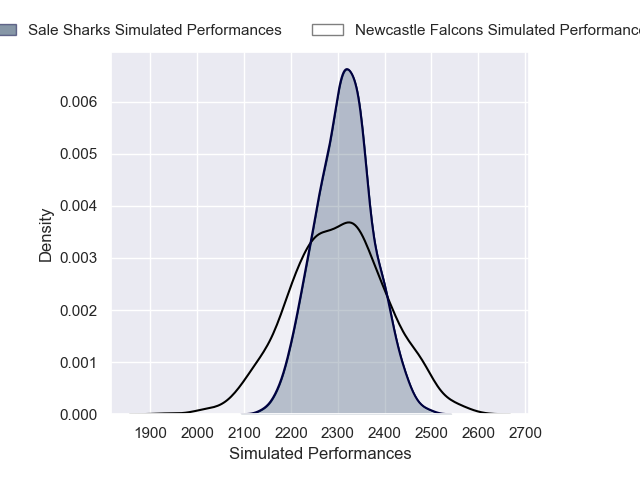 Sale Sharks Simulated Performances
Newcastle Falcons Simulated Performanc
0.006
0.005
0.004
0.003
0.002
0.001
0.000
Density
1900 2000 2100 2200 2300 2400 2500 2600 2700
Simulated Performances